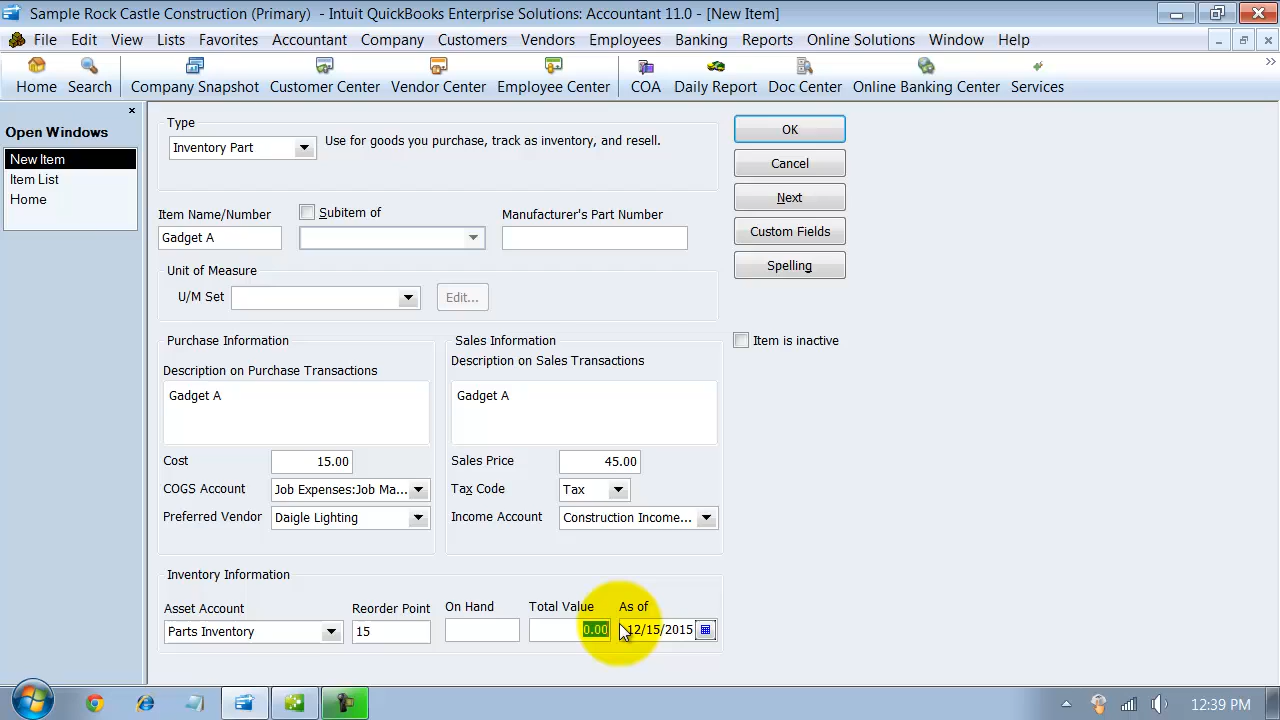 Sample Rock Castle Construction (Primary) - Intuit QuickBooks Enterprise Solutions: Accountant 11.0 - [New Item]
File Edit View Lists Favorites Accountant Company Customers Vendors Employees Banking Reports Online Solutions Window Help
Home Search Company Snapshot Customer Center Vendor Center Employee Center COA Daily Report Doc Center Online Banking Center Services
Open Windows
New Item
Item List
Home
Type
Inventory Part
Use for goods you purchase, track as inventory, and resell.
Item Name/Number
Subitem of
Manufacturer's Part Number
Gadget A
Unit of Measure
U/M Set
Edit...
Purchase Information
Description on Purchase Transactions
Gadget A
Cost 15.00
COGS Account Job Expenses:Job Ma...
Preferred Vendor Daigle Lighting
Sales Information
Description on Sales Transactions
Gadget A
Sales Price 45.00
Tax Code Tax
Income Account Construction Income...
Inventory Information
Asset Account Reorder Point On Hand Total Value As of
Parts Inventory 15 0.00 12/15/2015
OK
Cancel
Next
Custom Fields
Spelling
Item is inactive
12:39 PM